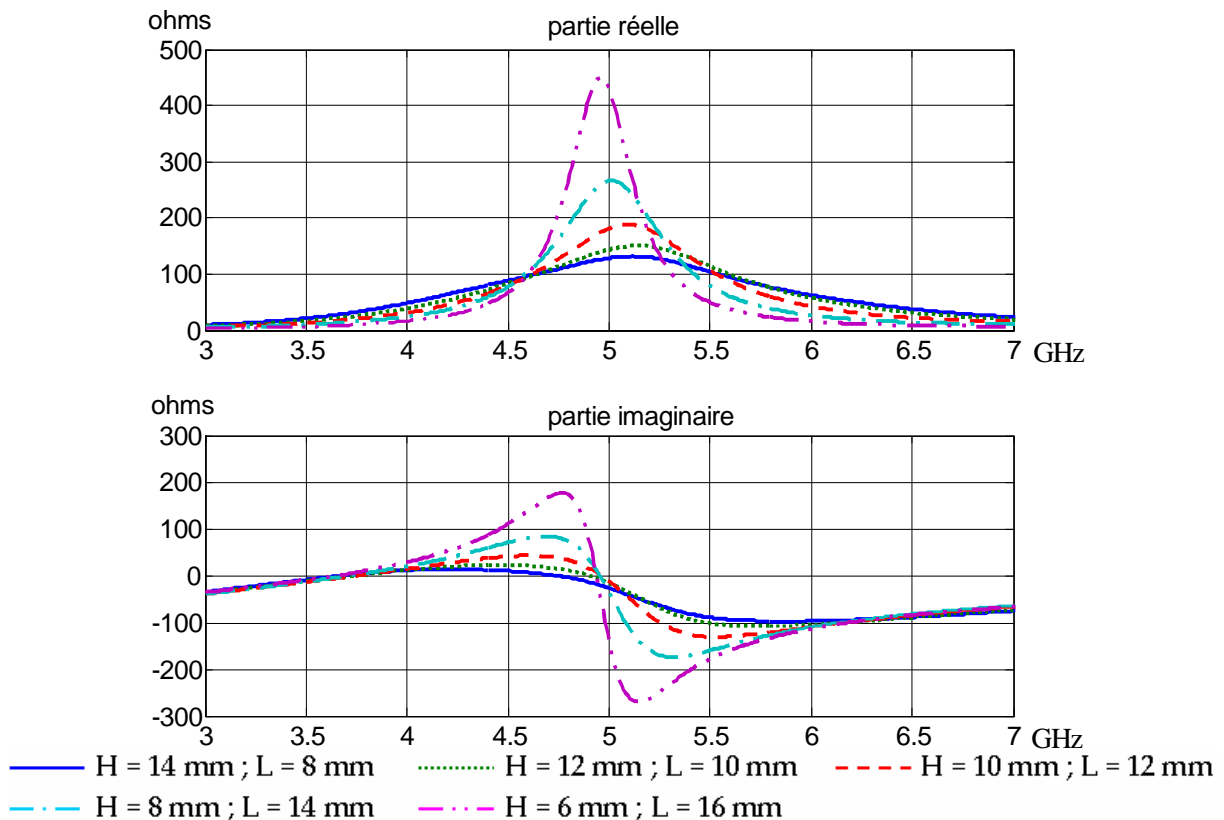 ohms
partie réelle
500
400
300
200
100
0
3 3.5 4 4.5 5 5.5 6 6.5 7 GHz
ohms
partie imaginaire
300
200
100
0
-100
-200
-300
3 3.5 4 4.5 5 5.5 6 6.5 7 GHz
H = 14 mm ; L = 8 mm H = 12 mm ; L = 10 mm H = 10 mm ; L = 12 mm
H = 8 mm ; L = 14 mm H = 6 mm ; L = 16 mm